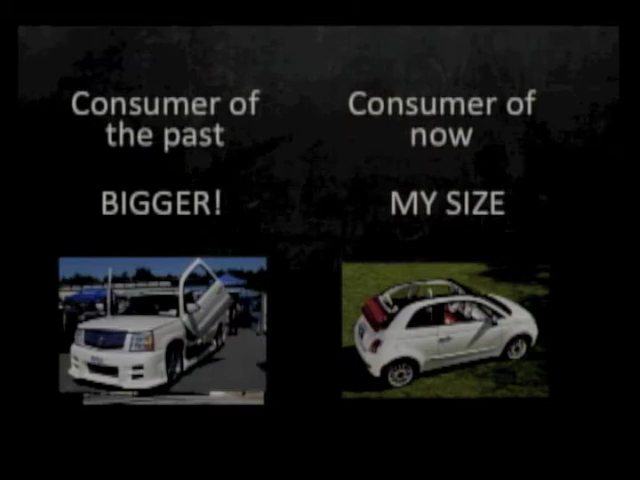 Consumer of
the past
BIGGER!
Consumer of
now
MY SIZE